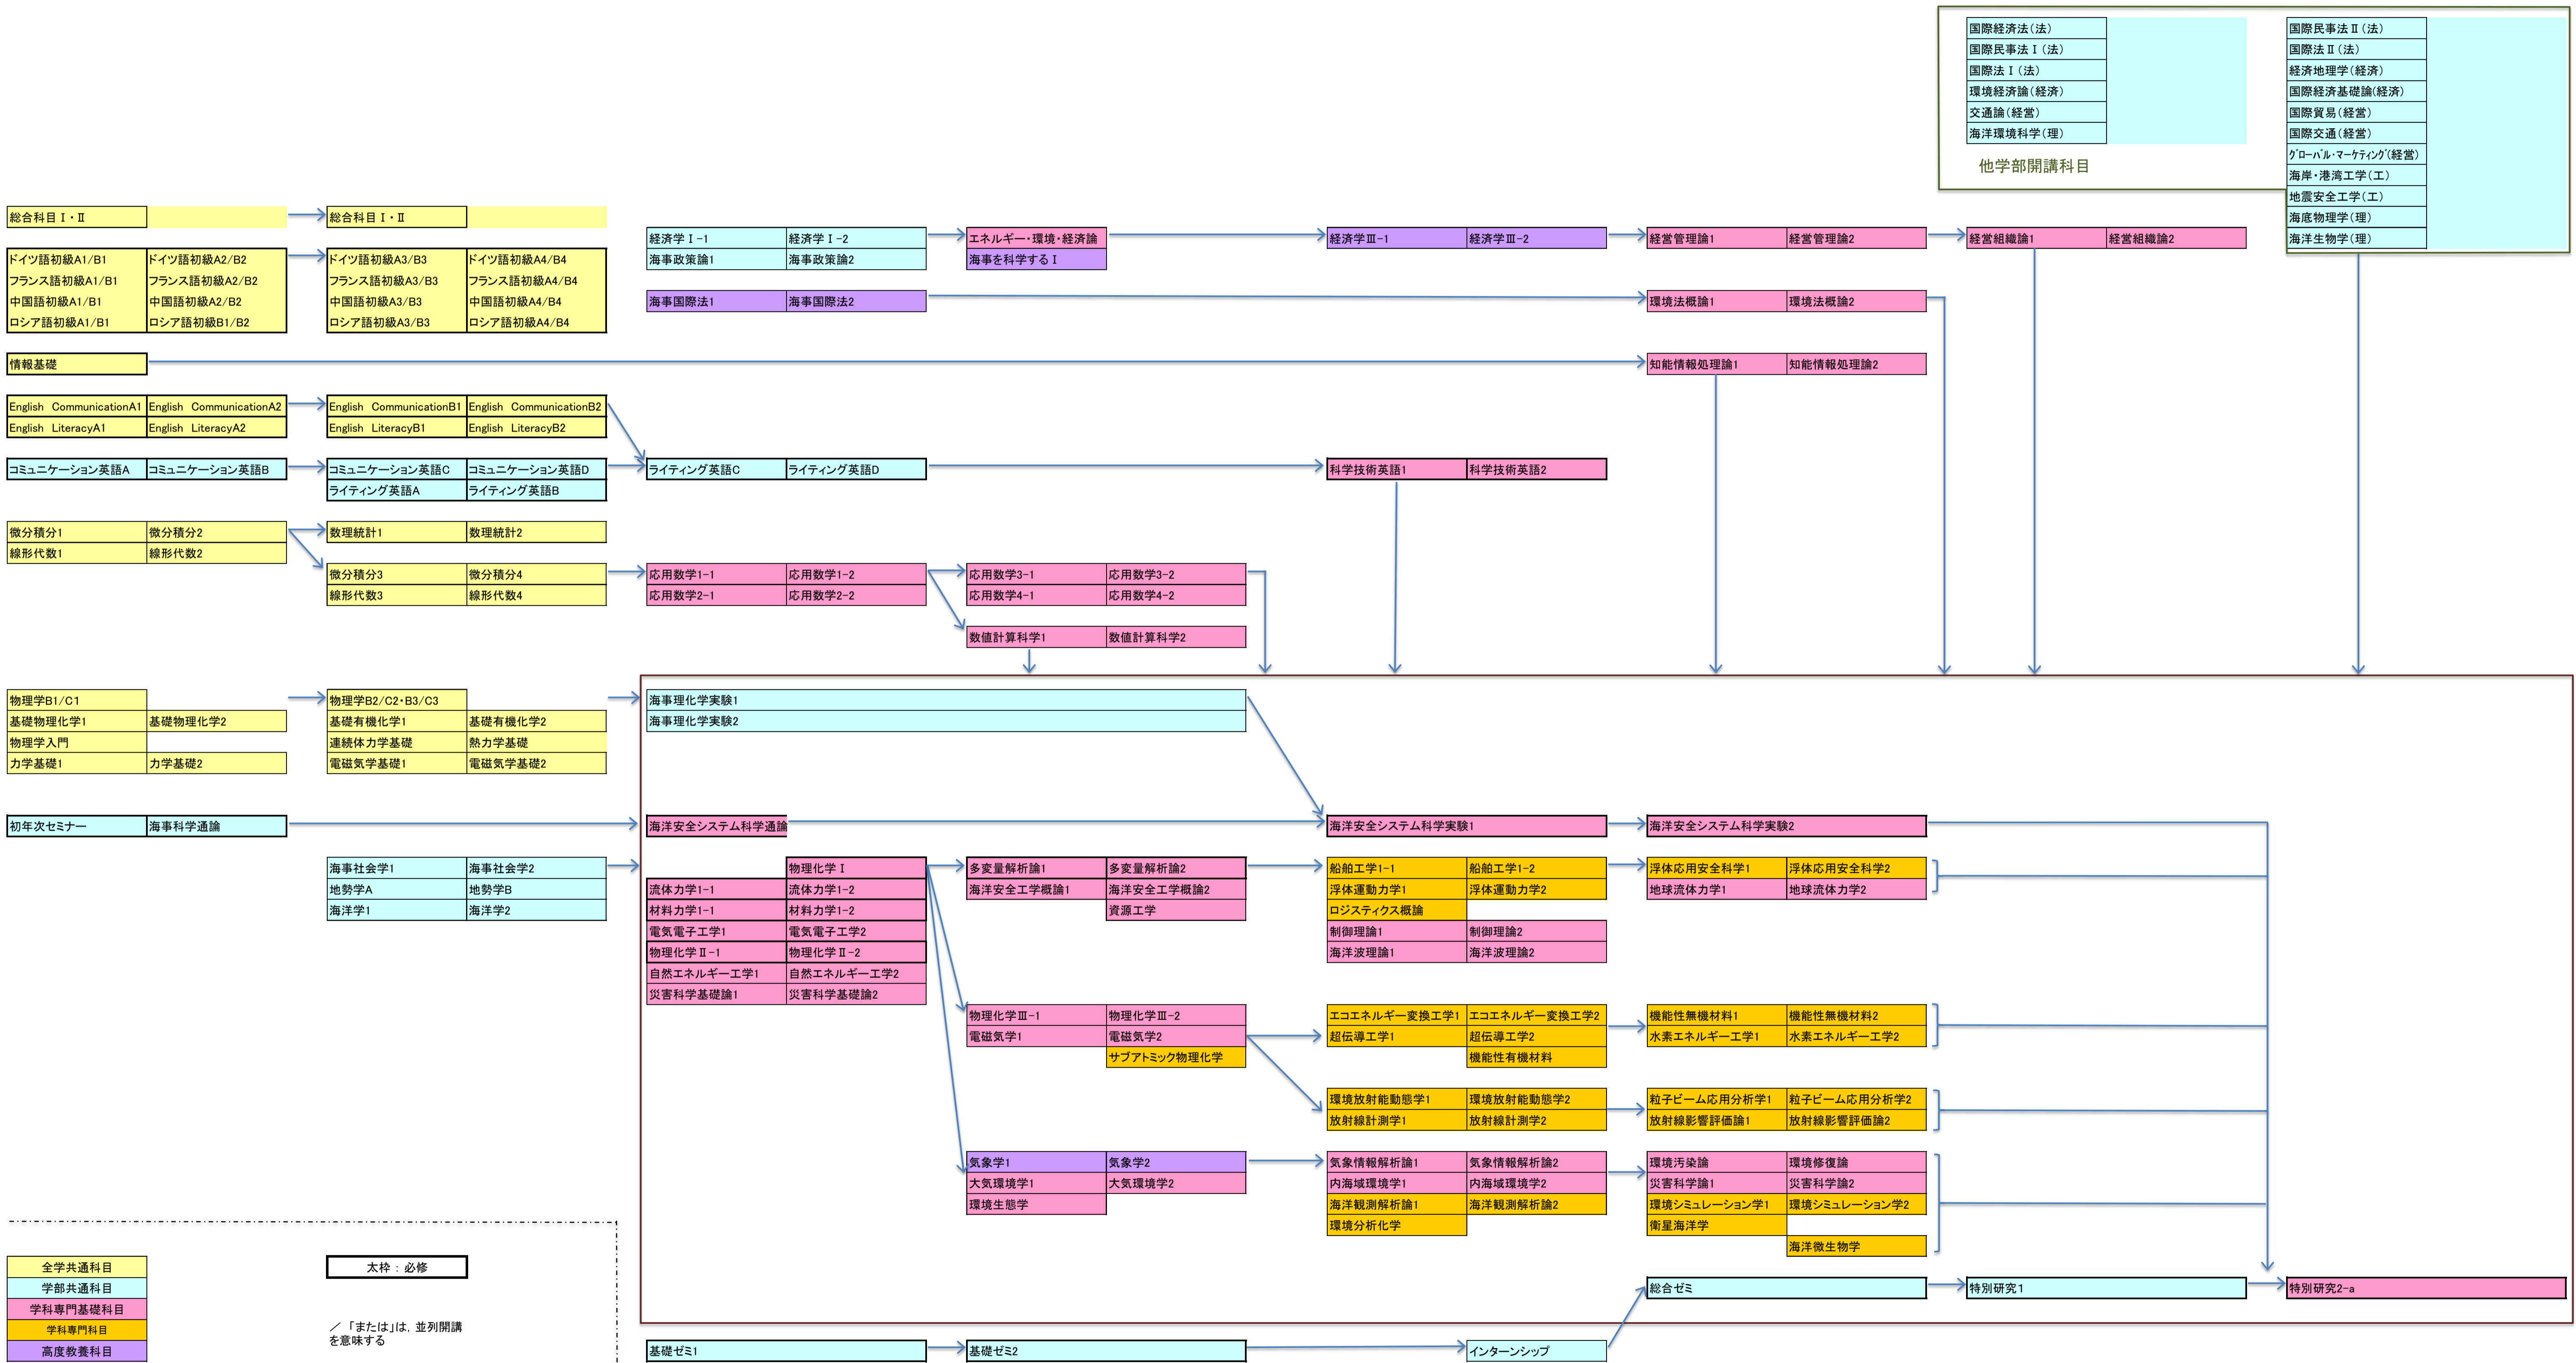 国際経済法(法)
国際民事法Ⅰ(法)
国際法Ⅰ(法)
環境経済論(経済)
交通論(経営)
海洋環境科学(理)
他学部開講科目
国際民事法Ⅱ(法)
国際法Ⅱ(法)
経済地理学(経済)
国際経済基礎論(経済)
国際貿易(経営)
国際交通(経営)
グローバル・マーケティング(経営)
海岸・港湾工学(工)
地震安全工学(工)
海底物理学(理)
海洋生物学(理)
総合科目Ⅰ・Ⅱ 総合科目Ⅰ・Ⅱ
経済学Ⅰ-1 経済学Ⅰ-2 エネルギー・環境・経済論 経済学Ⅲ-1 経済学Ⅲ-2 経営管理論1 経営管理論2 経営組織論1 経営組織論2
ドイツ語初級A1/B1 ドイツ語初級A2/B2 ドイツ語初級A3/B3 ドイツ語初級A4/B4 海事政策論1 海事政策論2 海事を科学するⅠ
フランス語初級A1/B1 フランス語初級A2/B2 フランス語初級A3/B3 フランス語初級A4/B4
中国語初級A1/B1 中国語初級A2/B2 中国語初級A3/B3 中国語初級A4/B4 海事国際法1 海事国際法2 環境法概論1 環境法概論2
ロシア語初級A1/B1 ロシア語初級B1/B2 ロシア語初級A3/B3 ロシア語初級A4/B4
情報基礎 知能情報処理論1 知能情報処理論2
English CommunicationA1 English CommunicationA2 English CommunicationB1 English CommunicationB2
English LiteracyA1 English LiteracyA2 English LiteracyB1 English LiteracyB2
コミュニケーション英語A コミュニケーション英語B コミュニケーション英語C コミュニケーション英語D ライティング英語C ライティング英語D 科学技術英語1 科学技術英語2
ライティング英語A ライティング英語B
微分積分1 微分積分2 数理統計1 数理統計2
線形代数1 線形代数2
微分積分3 微分積分4 応用数学1-1 応用数学1-2 応用数学3-1 応用数学3-2
線形代数3 線形代数4 応用数学2-1 応用数学2-2 応用数学4-1 応用数学4-2
数値計算科学1 数値計算科学2
物理学B1/C1 物理学B2/C2・B3/C3 海事理化学実験1
基礎物理化学1 基礎物理化学2 基礎有機化学1 基礎有機化学2 海事理化学実験2
物理学入門 連続体力学基礎 熱力学基礎
力学基礎1 力学基礎2 電磁気学基礎1 電磁気学基礎2
初年次セミナー 海事科学通論 海洋安全システム科学通論 海洋安全システム科学実験1 海洋安全システム科学実験2
海事社会学1 海事社会学2 物理化学Ⅰ 多変量解析論1 多変量解析論2 船舶工学1-1 船舶工学1-2 浮体応用安全科学1 浮体応用安全科学2
地勢学A 地勢学B 流体力学1-1 流体力学1-2 海洋安全工学概論1 海洋安全工学概論2 浮体運動力学1 浮体運動力学2 地球流体力学1 地球流体力学2
海洋学1 海洋学2 材料力学1-1 材料力学1-2 資源工学 ロジスティクス概論
電気電子工学1 電気電子工学2 制御理論1 制御理論2
物理化学Ⅱ-1 物理化学Ⅱ-2 海洋波理論1 海洋波理論2
自然エネルギー工学1 自然エネルギー工学2
災害科学基礎論1 災害科学基礎論2
物理化学Ⅲ-1 物理化学Ⅲ-2 エコエネルギー変換工学1 エコエネルギー変換工学2 機能性無機材料1 機能性無機材料2
電磁気学1 電磁気学2 超伝導工学1 超伝導工学2 水素エネルギー工学1 水素エネルギー工学2
サブアトミック物理化学 機能性有機材料
環境放射能動態学1 環境放射能動態学2 粒子ビーム応用分析学1 粒子ビーム応用分析学2
放射線計測学1 放射線計測学2 放射線影響評価論1 放射線影響評価論2
気象学1 気象学2 気象情報解析論1 気象情報解析論2 環境汚染論 環境修復論
大気環境学1 大気環境学2 内海域環境学1 内海域環境学2 災害科学論1 災害科学論2
環境生態学 海洋観測解析論1 海洋観測解析論2 環境シミュレーション学1 環境シミュレーション学2
環境分析化学 衛星海洋学
海洋微生物学
全学共通科目 太枠：必修
学部共通科目 総合ゼミ 特別研究1 特別研究2-a
学科専門基礎科目
学科専門科目
高度教養科目
／ 「または」は, 並列開講
を意味する
基礎ゼミ1 基礎ゼミ2 インターンシップ